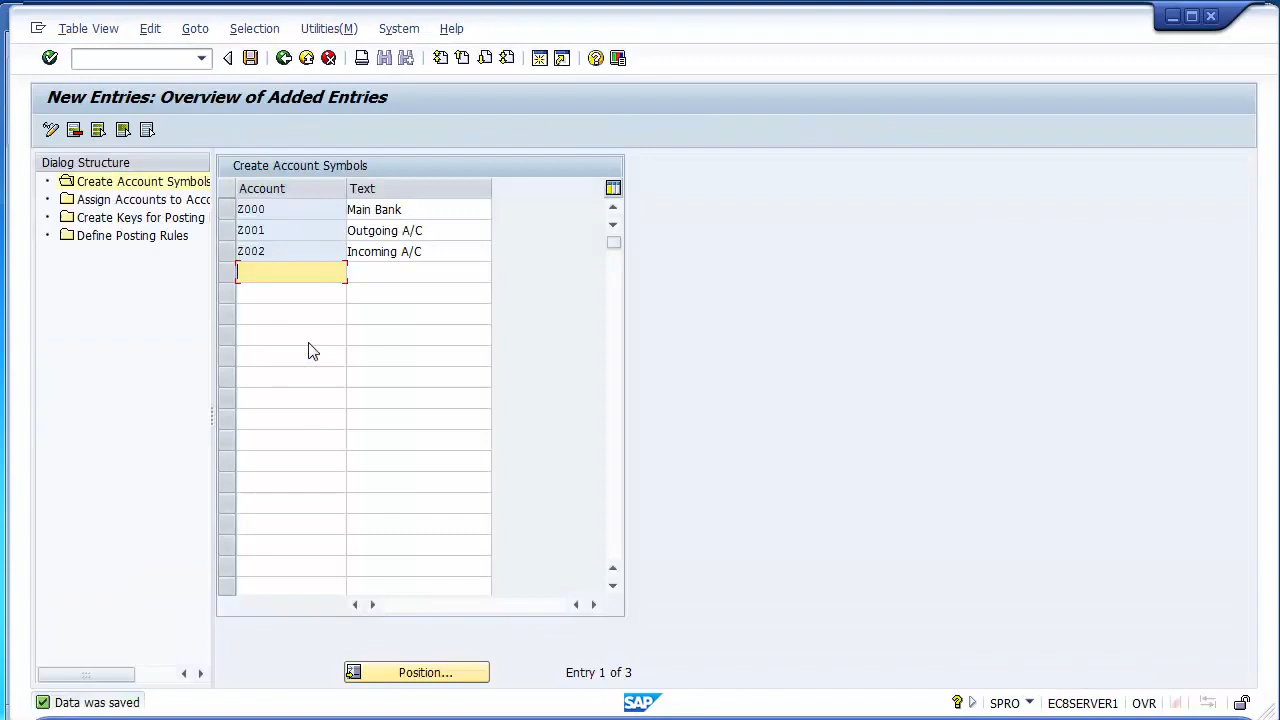 Table View Edit Goto Selection Utilities(M) System Help
New Entries: Overview of Added Entries
Dialog Structure
Create Account Symbols
Assign Accounts to Acco
Create Keys for Posting
Define Posting Rules
Create Account Symbols
Account Text
Z000 Main Bank
Z001 Outgoing A/C
Z002 Incoming A/C
Position... Entry 1 of 3
Data was saved
SAP
SPRO EC8SERVER1 OVR